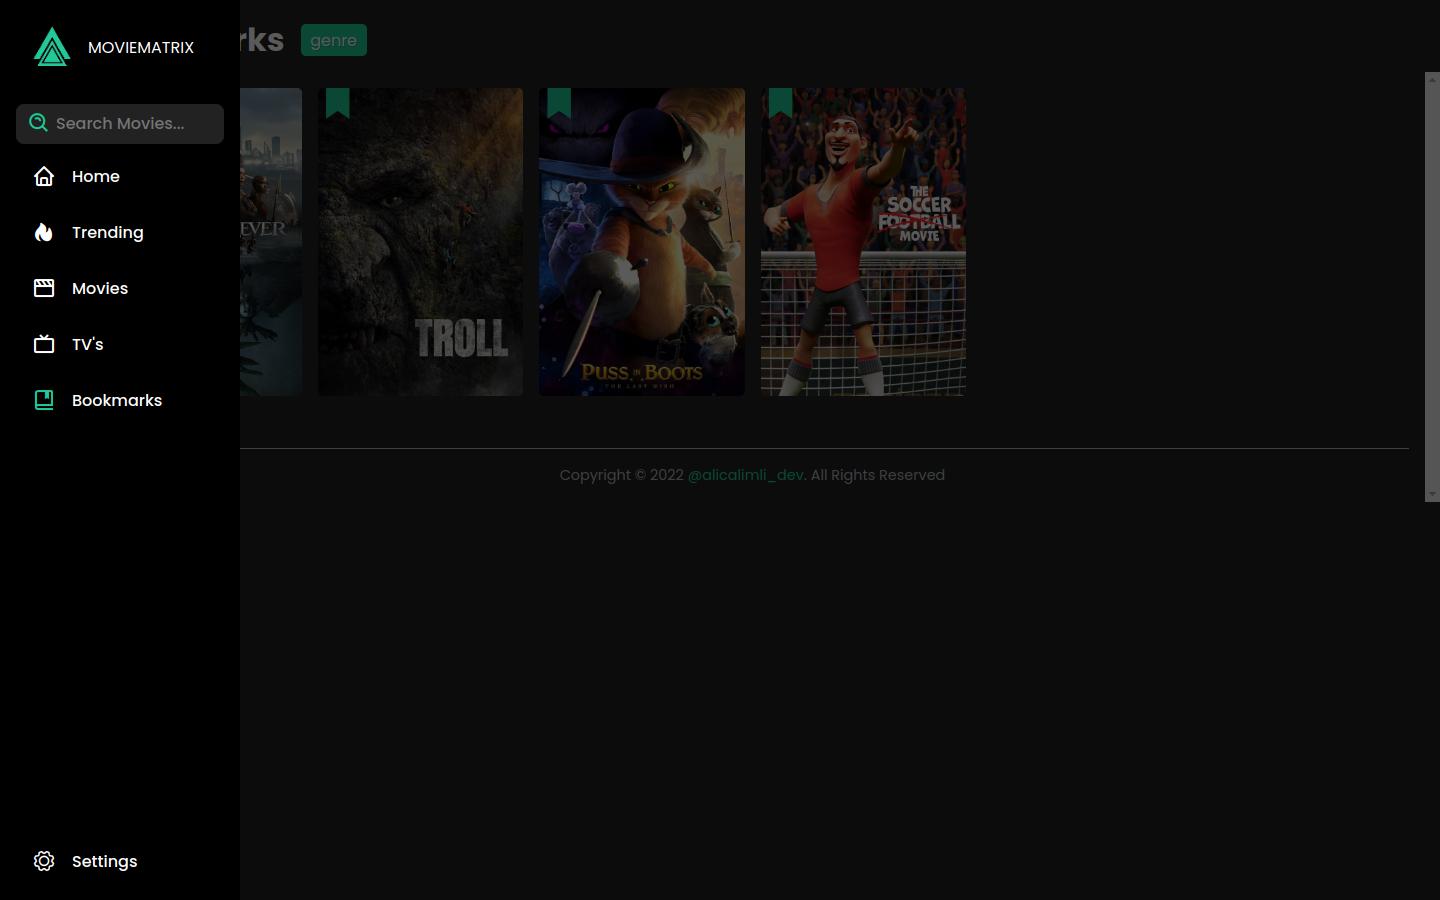 MOVIEMATRIX
rks
genre
Search Movies...
Home
Trending
Movies
TV's
Bookmarks
Settings
EVER
TROLL
PUSS IN BOOTS
THE LAST WISH
THE
SOCCER
FOOTBALL
MOVIE
Copyright © 2022 @alicalimli_dev. All Rights Reserved